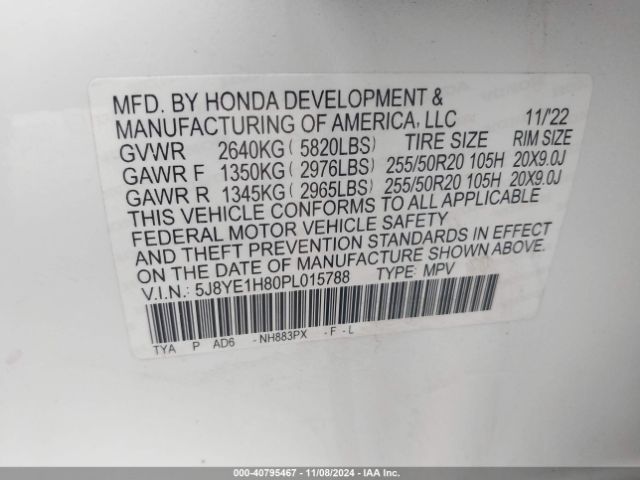 MFD. BY HONDA DEVELOPMENT &
MANUFACTURING OF AMERICA, LLC 11/'22
GVWR 2640KG ( 5820LBS) TIRE SIZE RIM SIZE
GAWR F 1350KG ( 2976LBS) 255/50R20 105H 20X9.0J
GAWR R 1345KG ( 2965LBS) 255/50R20 105H 20X9.0J
THIS VEHICLE CONFORMS TO ALL APPLICABLE
FEDERAL MOTOR VEHICLE SAFETY
AND THEFT PREVENTION STANDARDS IN EFFECT
ON THE DATE OF MANUFACTURE SHOWN ABOVE.
V.I.N.: 5J8YE1H80PL015788 TYPE: MPV
TYA P AD6 - NH883PX - F - L
000-40795467 - 11/08/2024 - IAA Inc.